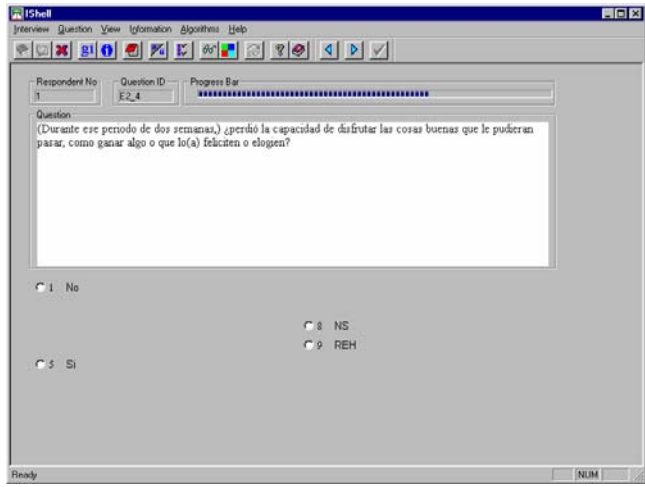 IShell
Interview Question View Information Algorithms Help
g1
Respondent No
Question ID
Progress Bar
1
E2_4
Question
(Durante ese periodo de dos semanas,) ¿perdió la capacidad de disfrutar las cosas buenas que le pudieran
pasar, como ganar algo o que lo(a) feliciten o elogien?
1 No
8 NS
9 REH
5 Si
Ready
NUM